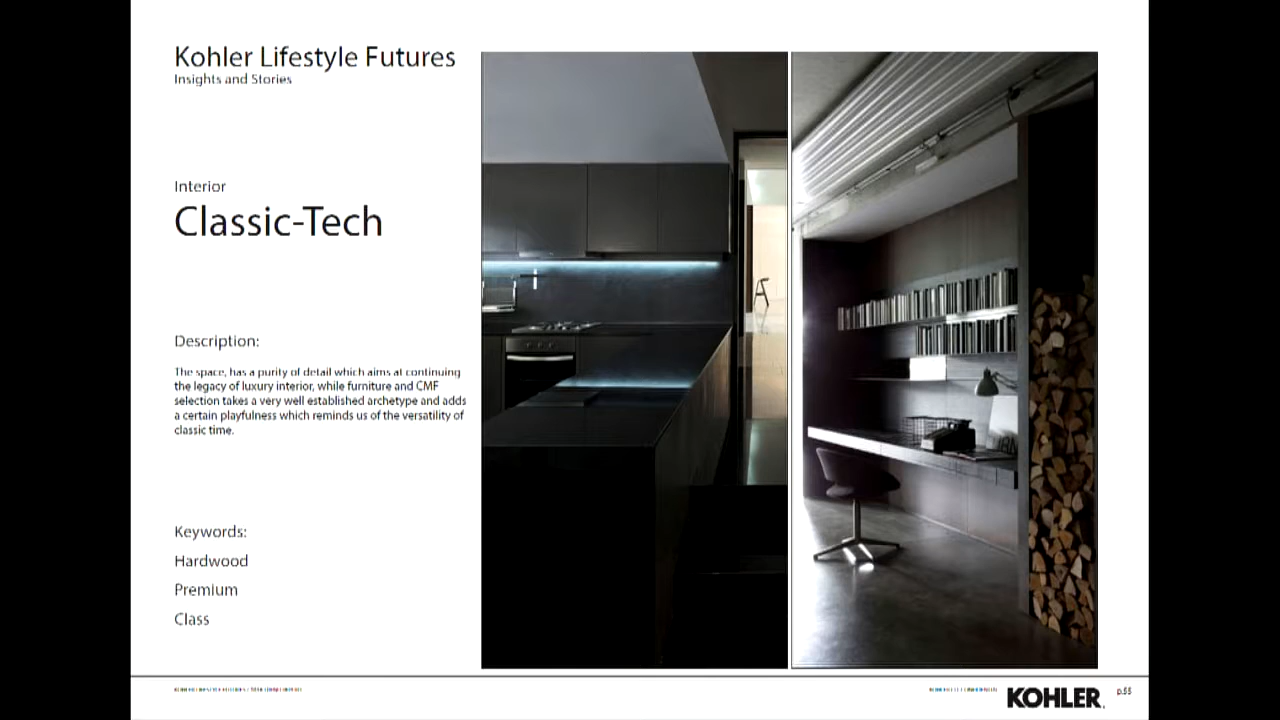 Kohler Lifestyle Futures
Insights and Stories
Interior
Classic-Tech
Description:
The space, has a purity of detail which aims at continuing
the legacy of luxury interior, while furniture and CMF
selection takes a very well established archetype and adds
a certain playfulness which reminds us of the versatility of
classic time.
Keywords:
Hardwood
Premium
Class
KOHLER.
p.55